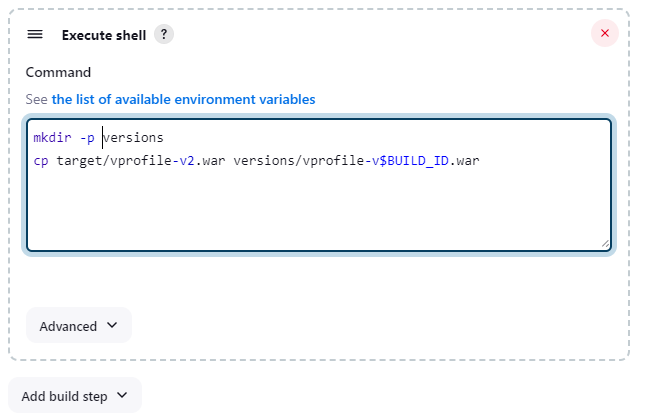 Execute shell ?
Command
See the list of available environment variables
mkdir -p versions
cp target/vprofile-v2.war versions/vprofile-v$BUILD_ID.war
Advanced
Add build step